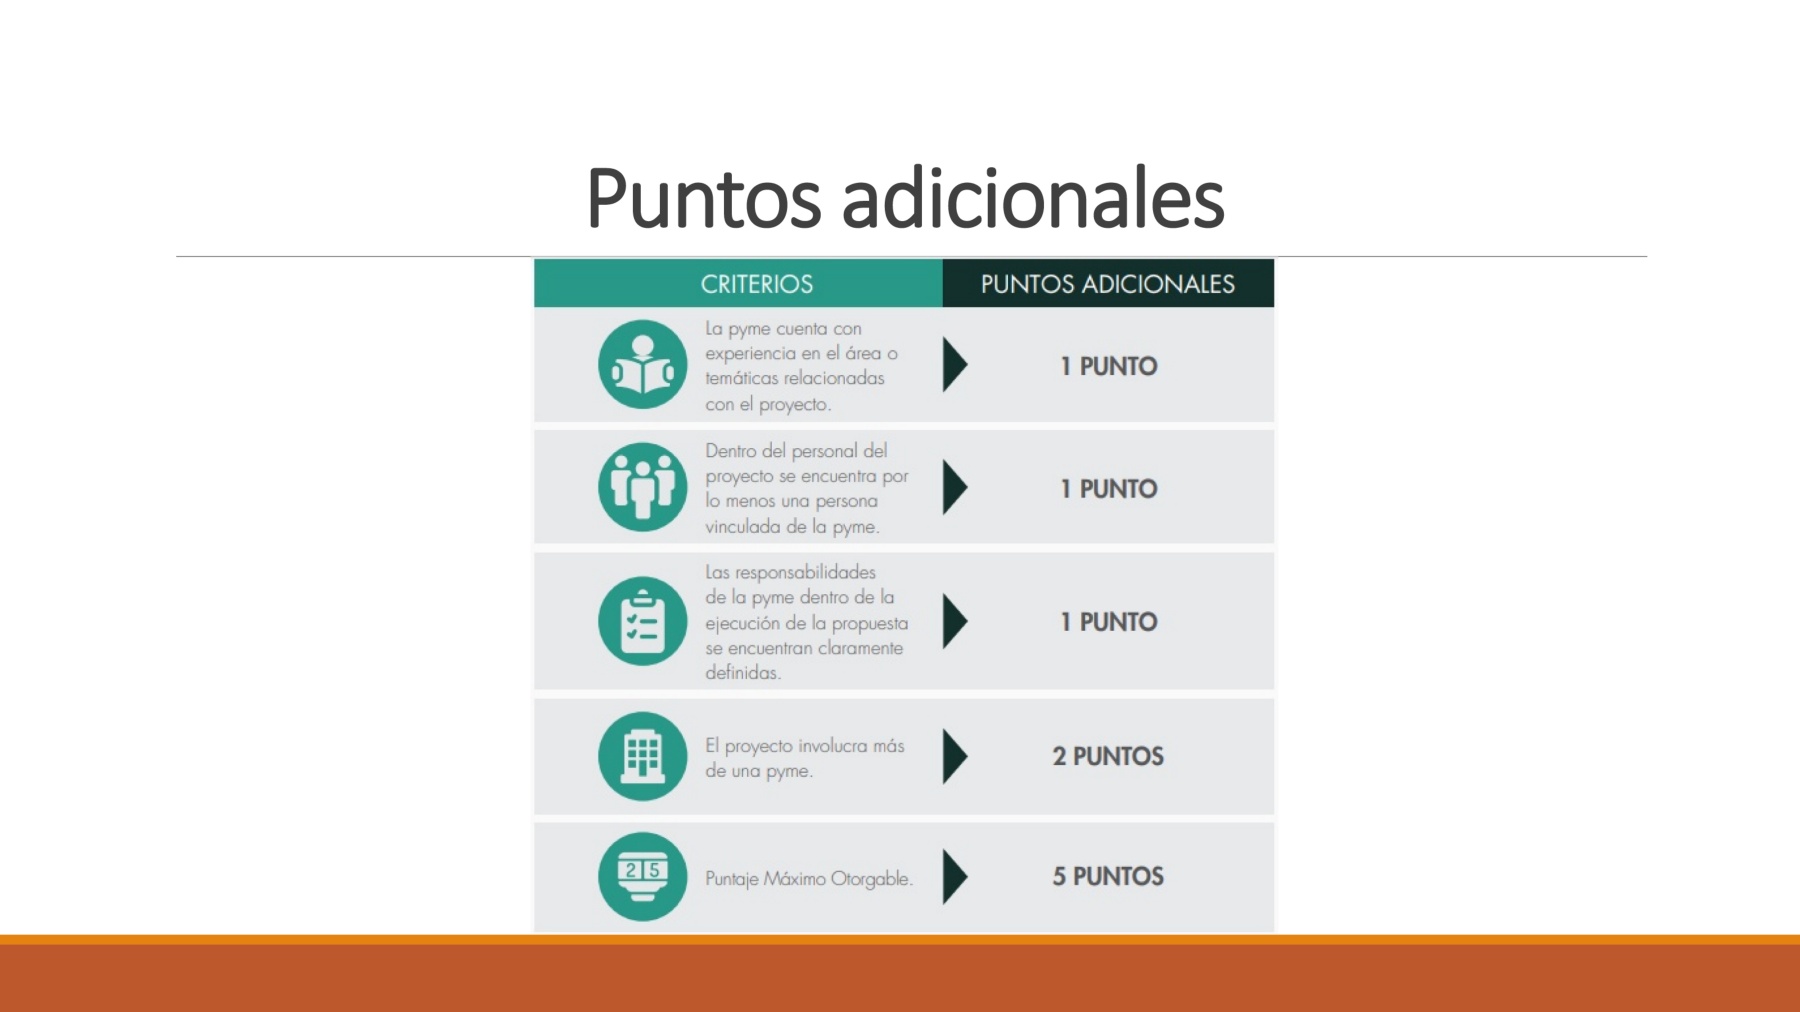 Puntos adicionales
CRITERIOS
PUNTOS ADICIONALES
La pyme cuenta con
experiencia en el área o
temáticas relacionadas
con el proyecto.
1 PUNTO
Dentro del personal del
proyecto se encuentra por
lo menos una persona
vinculada de la pyme.
1 PUNTO
Las responsabilidades
de la pyme dentro de la
ejecución de la propuesta
se encuentran claramente
definidas.
1 PUNTO
El proyecto involucra más
de una pyme.
2 PUNTOS
25
Puntaje Máximo Otorgable.
5 PUNTOS